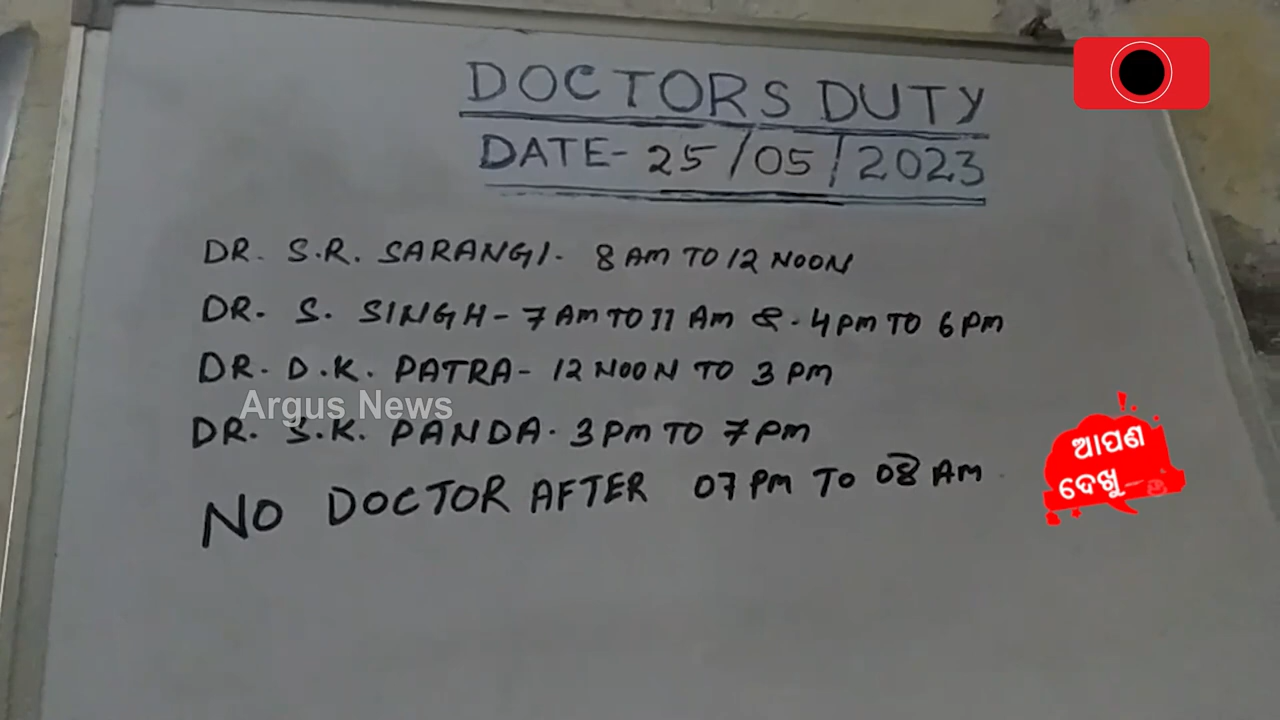 DOCTORS DUTY
DATE- 25/05/2023
DR. S.R. SARANGI. 8 AM TO 12 NOON
DR. S. SINGH - 7 AM TO 11 AM &. 4 PM TO 6 PM
DR. D.K. PATRA - 12 NOON TO 3 PM
Argus News
DR. S.K. PANDA. 3 PM TO 7 PM
NO DOCTOR AFTER 07 PM TO 08 AM
ଆପଣ
ଦେଖୁ